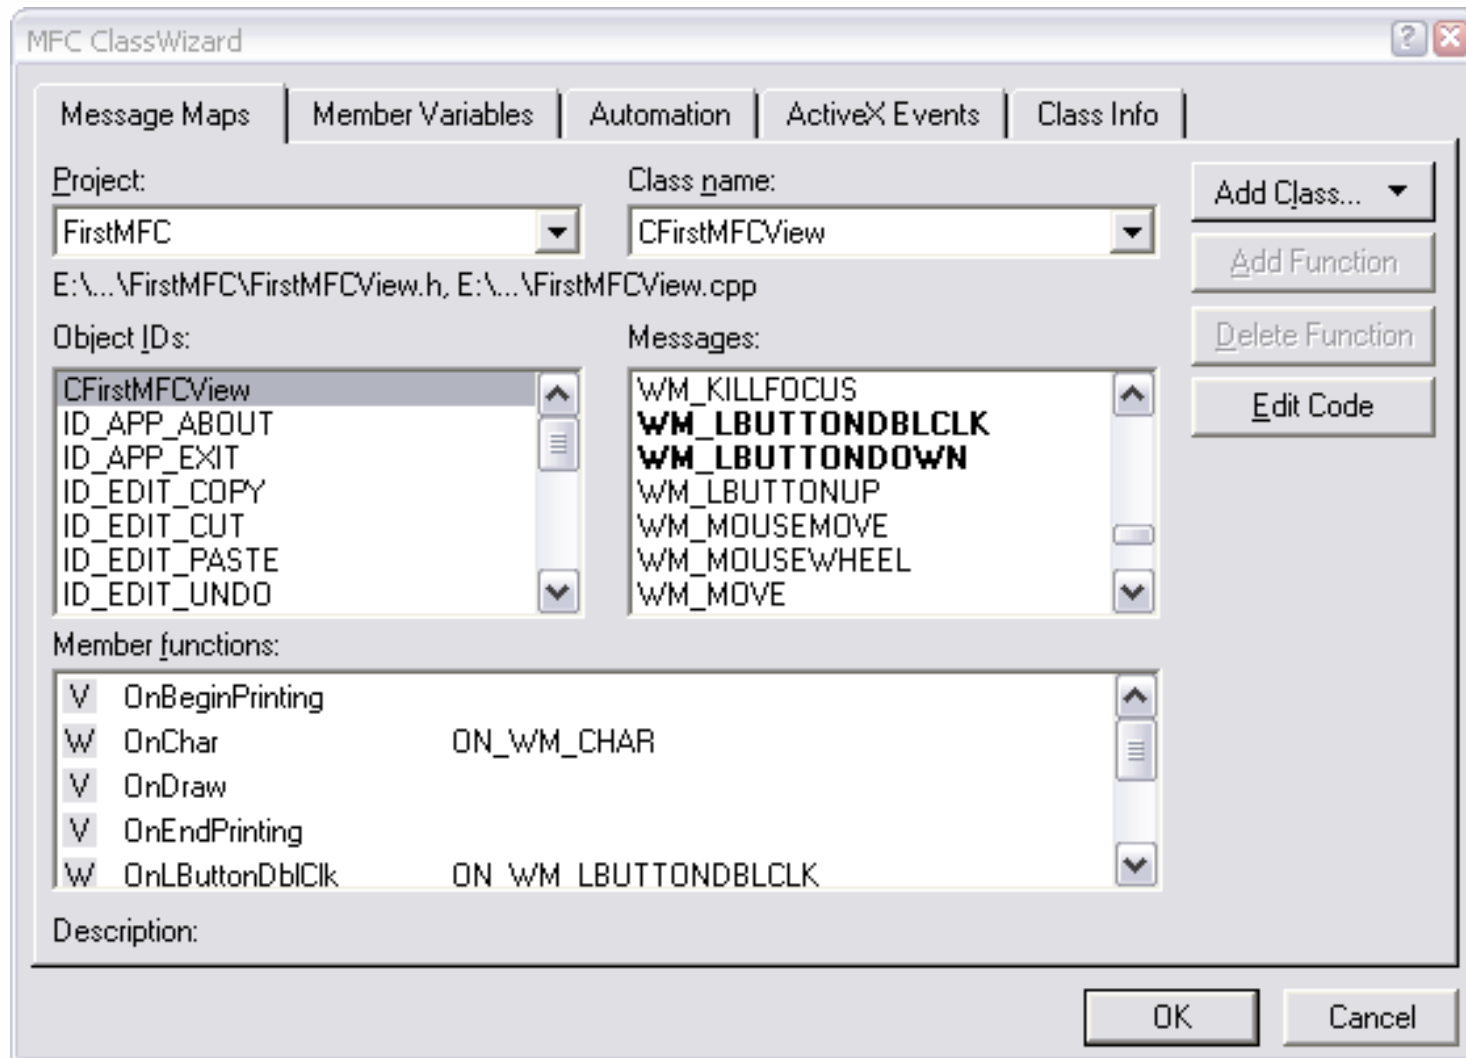 MFC ClassWizard
Message Maps Member Variables Automation ActiveX Events Class Info
Project: Class name:
Add Class...
FirstMFC CFirstMFCView
Add Function
E:\...\FirstMFC\FirstMFCView.h, E:\...\FirstMFCView.cpp
Object IDs: Messages:
Delete Function
CFirstMFCView WM_KILLFOCUS
Edit Code
ID_APP_ABOUT WM_LBUTTONDBLCLK
ID_APP_EXIT WM_LBUTTONDOWN
ID_EDIT_COPY WM_LBUTTONUP
ID_EDIT_CUT WM_MOUSEMOVE
ID_EDIT_PASTE WM_MOUSEWHEEL
ID_EDIT_UNDO WM_MOVE
Member functions:
V OnBeginPrinting
W OnChar ON_WM_CHAR
V OnDraw
V OnEndPrinting
W OnLButtonDblClk ON_WM_LBUTTONDBLCLK
Description:
OK Cancel